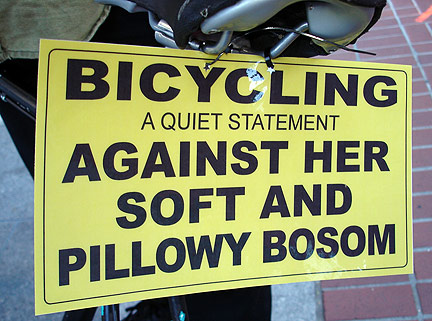 BICYCLING
A QUIET STATEMENT
AGAINST HER
SOFT AND
PILLOWY BOSOM